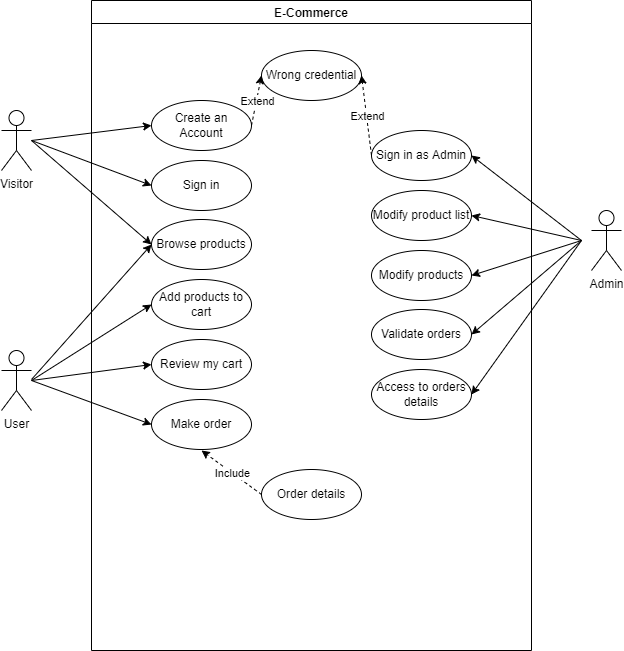 E-Commerce
Wrong credential
Extend
Extend
Create an
Account
Sign in as Admin
Visitor
Sign in
Modify product list
Browse products
Modify products
Admin
Add products to
cart
Validate orders
Review my cart
Access to orders
details
User
Make order
Include
Order details